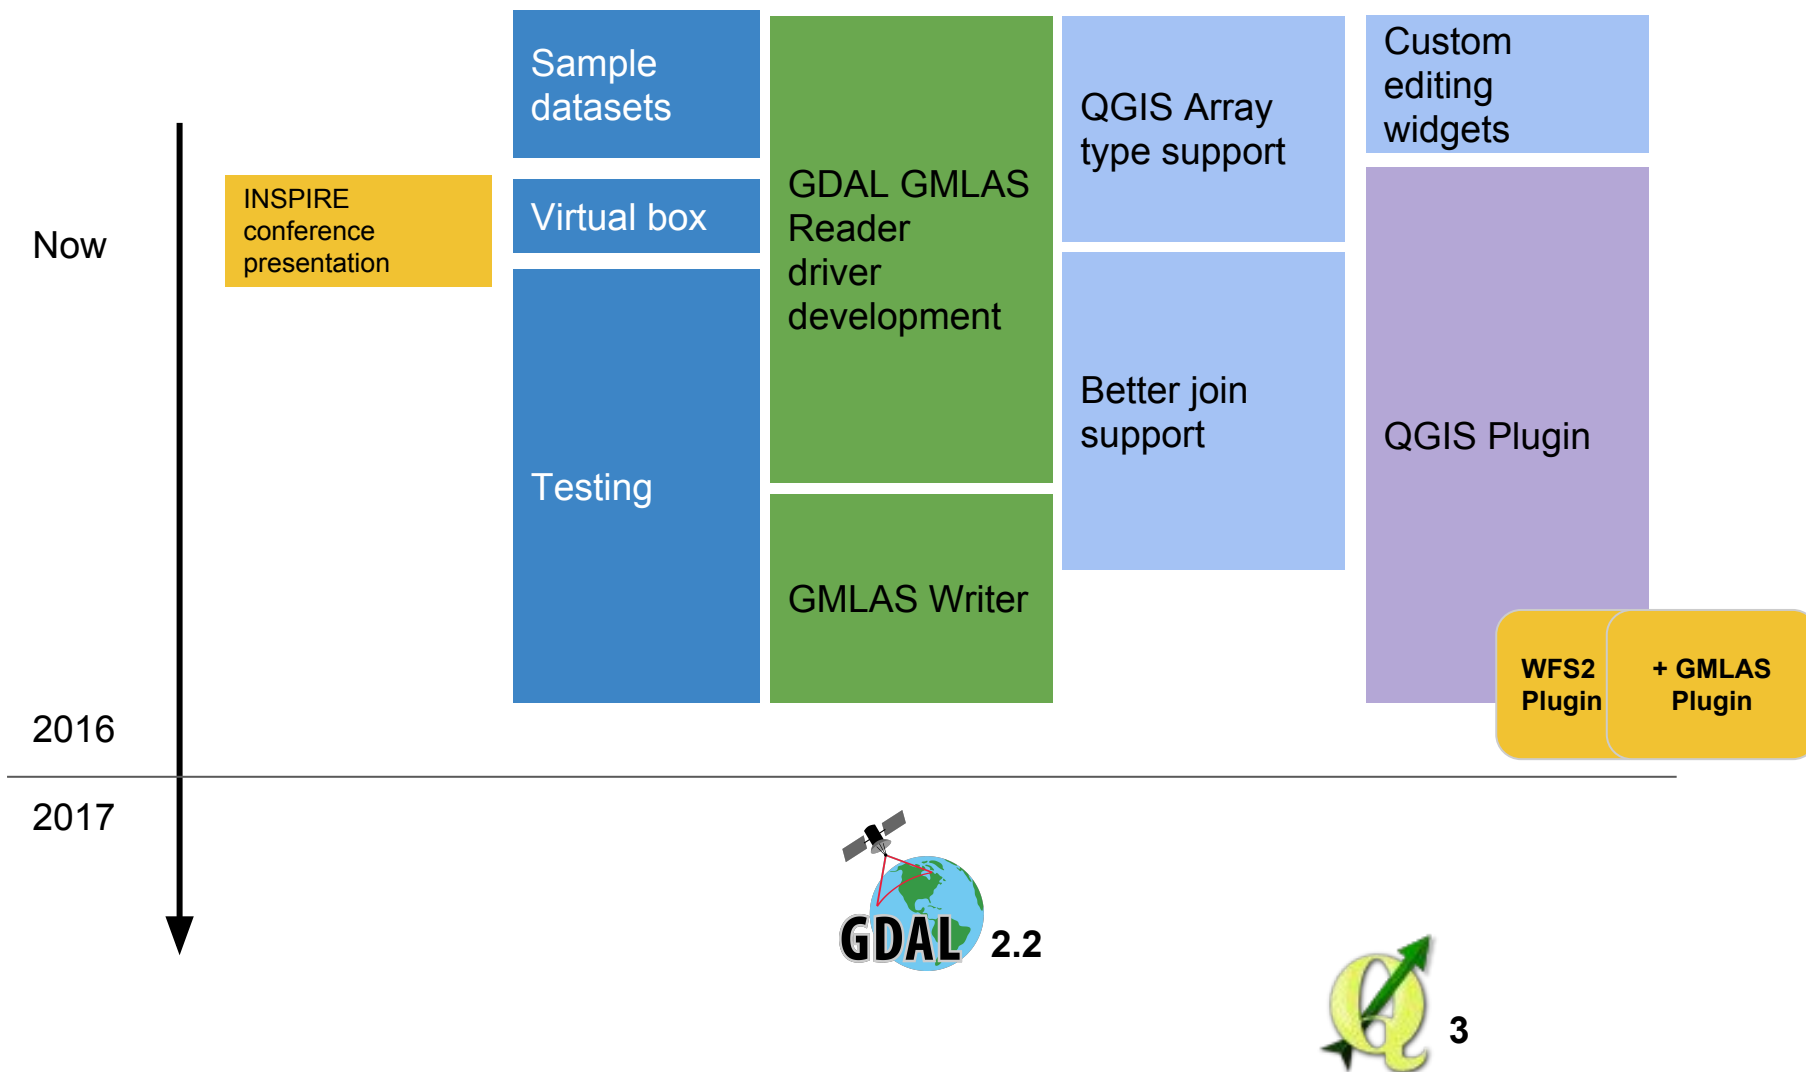 Now
2016
2017
INSPIRE
conference
presentation
Sample
datasets
Virtual box
Testing
GDAL GMLAS
Reader
driver
development
GMLAS Writer
QGIS Array
type support
Better join
support
Custom
editing
widgets
QGIS Plugin
WFS2
Plugin
+ GMLAS
Plugin
GDAL 2.2
3